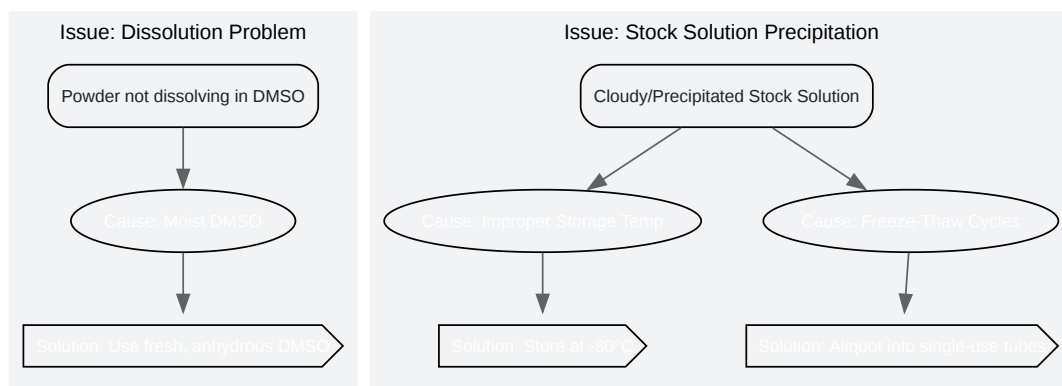 Issue: Dissolution Problem
Powder not dissolving in DMSO
Cause: Moist DMSO
Solution: Use fresh, anhydrous DMSO
Issue: Stock Solution Precipitation
Cloudy/Precipitated Stock Solution
Cause: Improper Storage Temp
Cause: Freeze-Thaw Cycles
Solution: Store at -80°C
Solution: Aliquot into single-use tubes